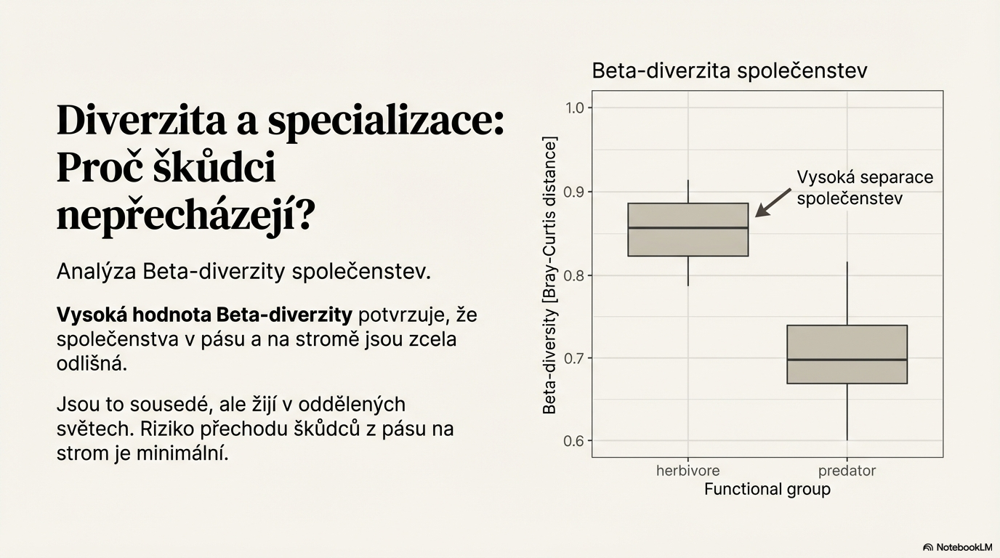 Diverzita a specializace:
Proč škůdci
nepřecházejí?
Analýza Beta-diverzity společenstev.
Vysoká hodnota Beta-diverzity potvrzuje, že
společenstva v pásu a na stromě jsou zcela
odlišná.
Jsou to sousedé, ale žijí v oddělených
světech. Riziko přechodu škůdců z pásu na
strom je minimální.
Beta-diverzita společenstev
Beta-diversity [Bray-Curtis distance]
1.0
0.9
0.8
0.7
0.6
Vysoká separace
společenstev
herbivore predator
Functional group
NotebookLM